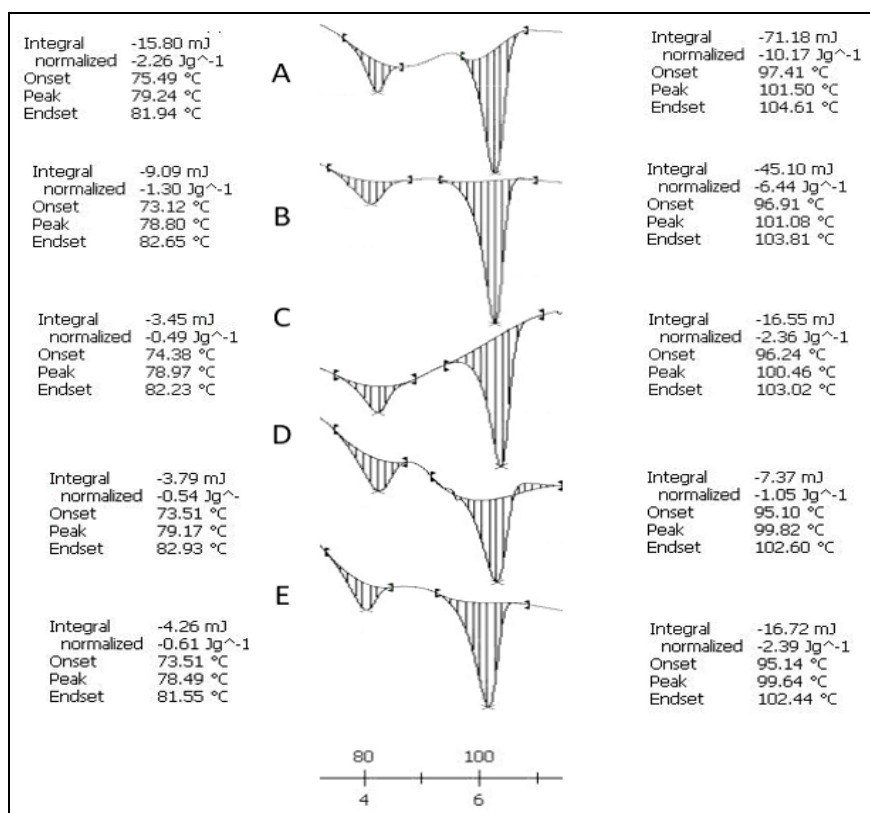 Integral -15.80 mJ
normalized -2.26 Jg^-1
Onset 75.49 °C
Peak 79.24 °C
Endset 81.94 °C
A
Integral -71.18 mJ
normalized -10.17 Jg^-1
Onset 97.41 °C
Peak 101.50 °C
Endset 104.61 °C
Integral -9.09 mJ
normalized -1.30 Jg^-1
Onset 73.12 °C
Peak 78.80 °C
Endset 82.65 °C
B
Integral -45.10 mJ
normalized -6.44 Jg^-1
Onset 96.91 °C
Peak 101.08 °C
Endset 103.81 °C
Integral -3.45 mJ
normalized -0.49 Jg^-1
Onset 74.38 °C
Peak 78.97 °C
Endset 82.23 °C
C
Integral -16.55 mJ
normalized -2.36 Jg^-1
Onset 96.24 °C
Peak 100.46 °C
Endset 103.02 °C
Integral -3.79 mJ
normalized -0.54 Jg^-
Onset 73.51 °C
Peak 79.17 °C
Endset 82.93 °C
D
Integral -7.37 mJ
normalized -1.05 Jg^-1
Onset 95.10 °C
Peak 99.82 °C
Endset 102.60 °C
Integral -4.26 mJ
normalized -0.61 Jg^-1
Onset 73.51 °C
Peak 78.49 °C
Endset 81.55 °C
E
Integral -16.72 mJ
normalized -2.39 Jg^-1
Onset 95.14 °C
Peak 99.64 °C
Endset 102.44 °C
80 100
4 6